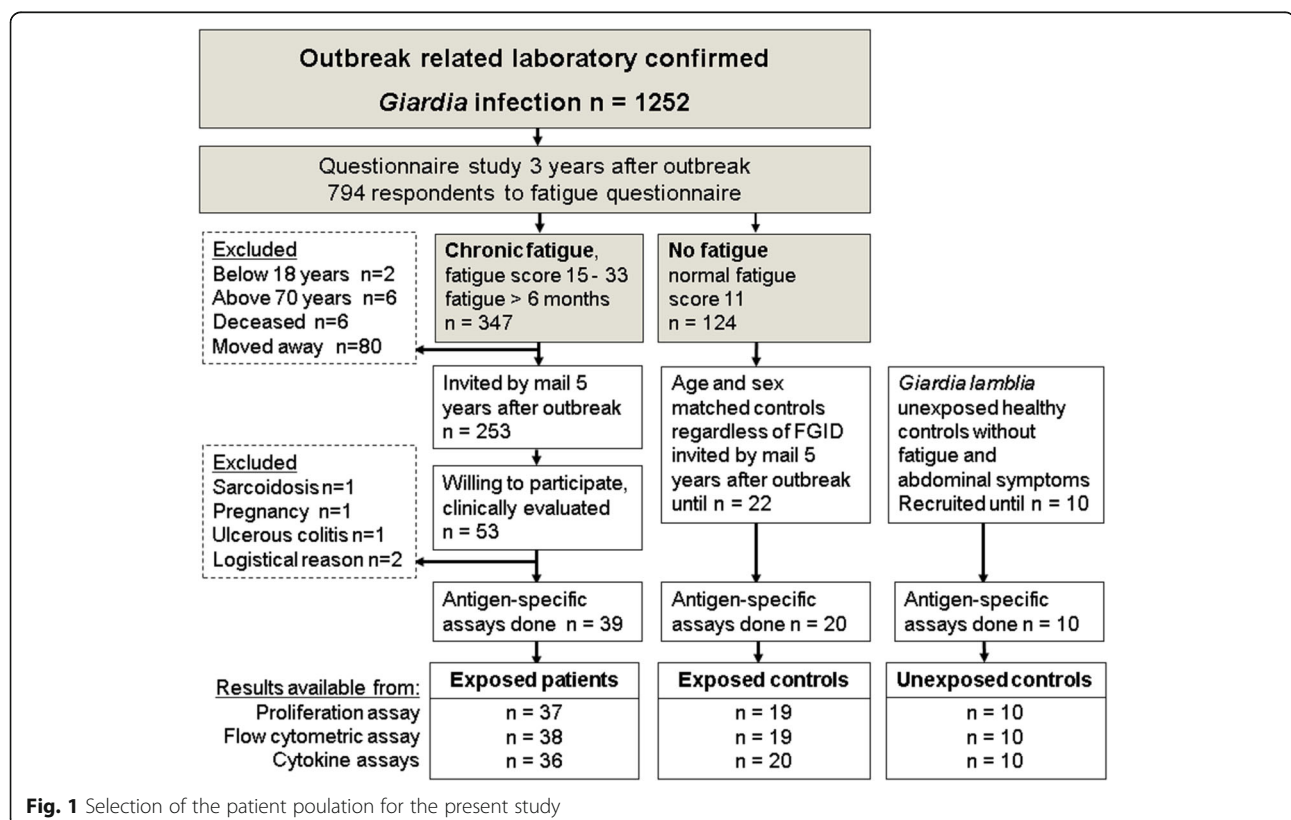 Outbreak related laboratory confirmed
Giardia infection n = 1252
Questionnaire study 3 years after outbreak
794 respondents to fatigue questionnaire
Excluded
Below 18 years n=2
Above 70 years n=6
Deceased n=6
Moved away n=80
Chronic fatigue,
fatigue score 15 - 33
fatigue > 6 months
n = 347
No fatigue
normal fatigue
score 11
n = 124
Invited by mail 5
years after outbreak
n = 253
Age and sex
matched controls
regardless of FGID
invited by mail 5
years after outbreak
until n = 22
Giardia lamblia
unexposed healthy
controls without
fatigue and
abdominal symptoms
Recruited until n = 10
Excluded
Sarcoidosis n=1
Pregnancy n=1
Ulcerous colitis n=1
Logistical reason n=2
Willing to participate,
clinically evaluated
n = 53
Antigen-specific
assays done n = 39
Antigen-specific
assays done n = 20
Antigen-specific
assays done n = 10
Results available from:
Proliferation assay
Flow cytometric assay
Cytokine assays
Exposed patients
n = 37
n = 38
n = 36
Exposed controls
n = 19
n = 19
n = 20
Unexposed controls
n = 10
n = 10
n = 10
Fig. 1 Selection of the patient poulation for the present study